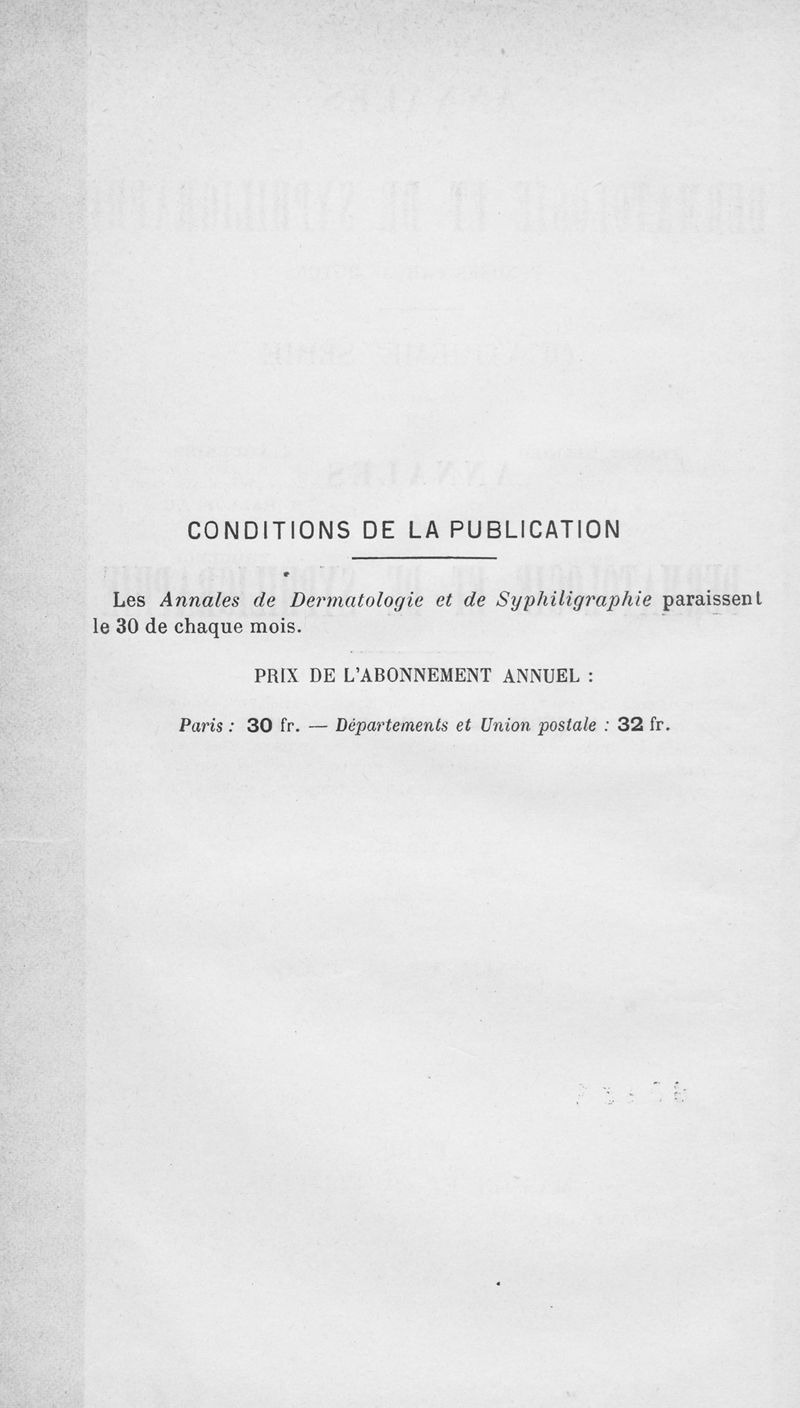 CONDITIONS DE LA PUBLICATION
Les Annales de Dermatologie et de Syphiligraphie paraissent
le 30 de chaque mois.
PRIX DE L'ABONNEMENT ANNUEL :
Paris : 30 fr. — Départements et Union postale : 32 fr.